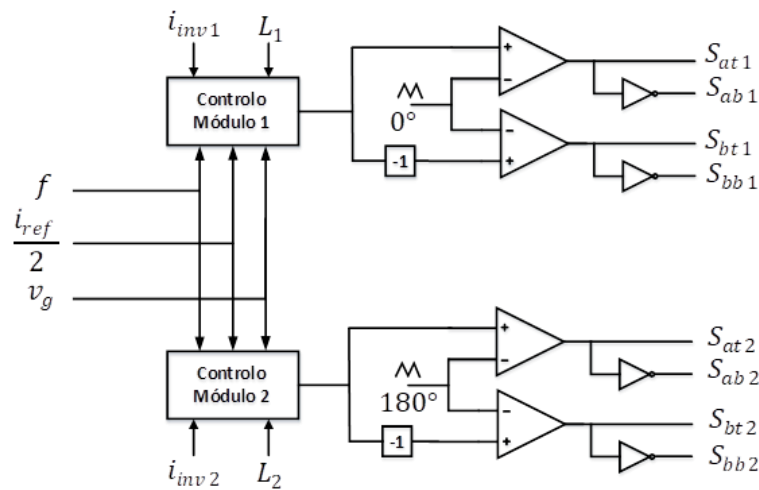 i_inv1 L_1
Controlo
Módulo 1
+
−
0°
−
+
-1
S_at1
S_ab1
S_bt1
S_bb1
f
i_ref
2
v_g
Controlo
Módulo 2
+
−
180°
−
+
-1
S_at2
S_ab2
S_bt2
S_bb2
i_inv2 L_2